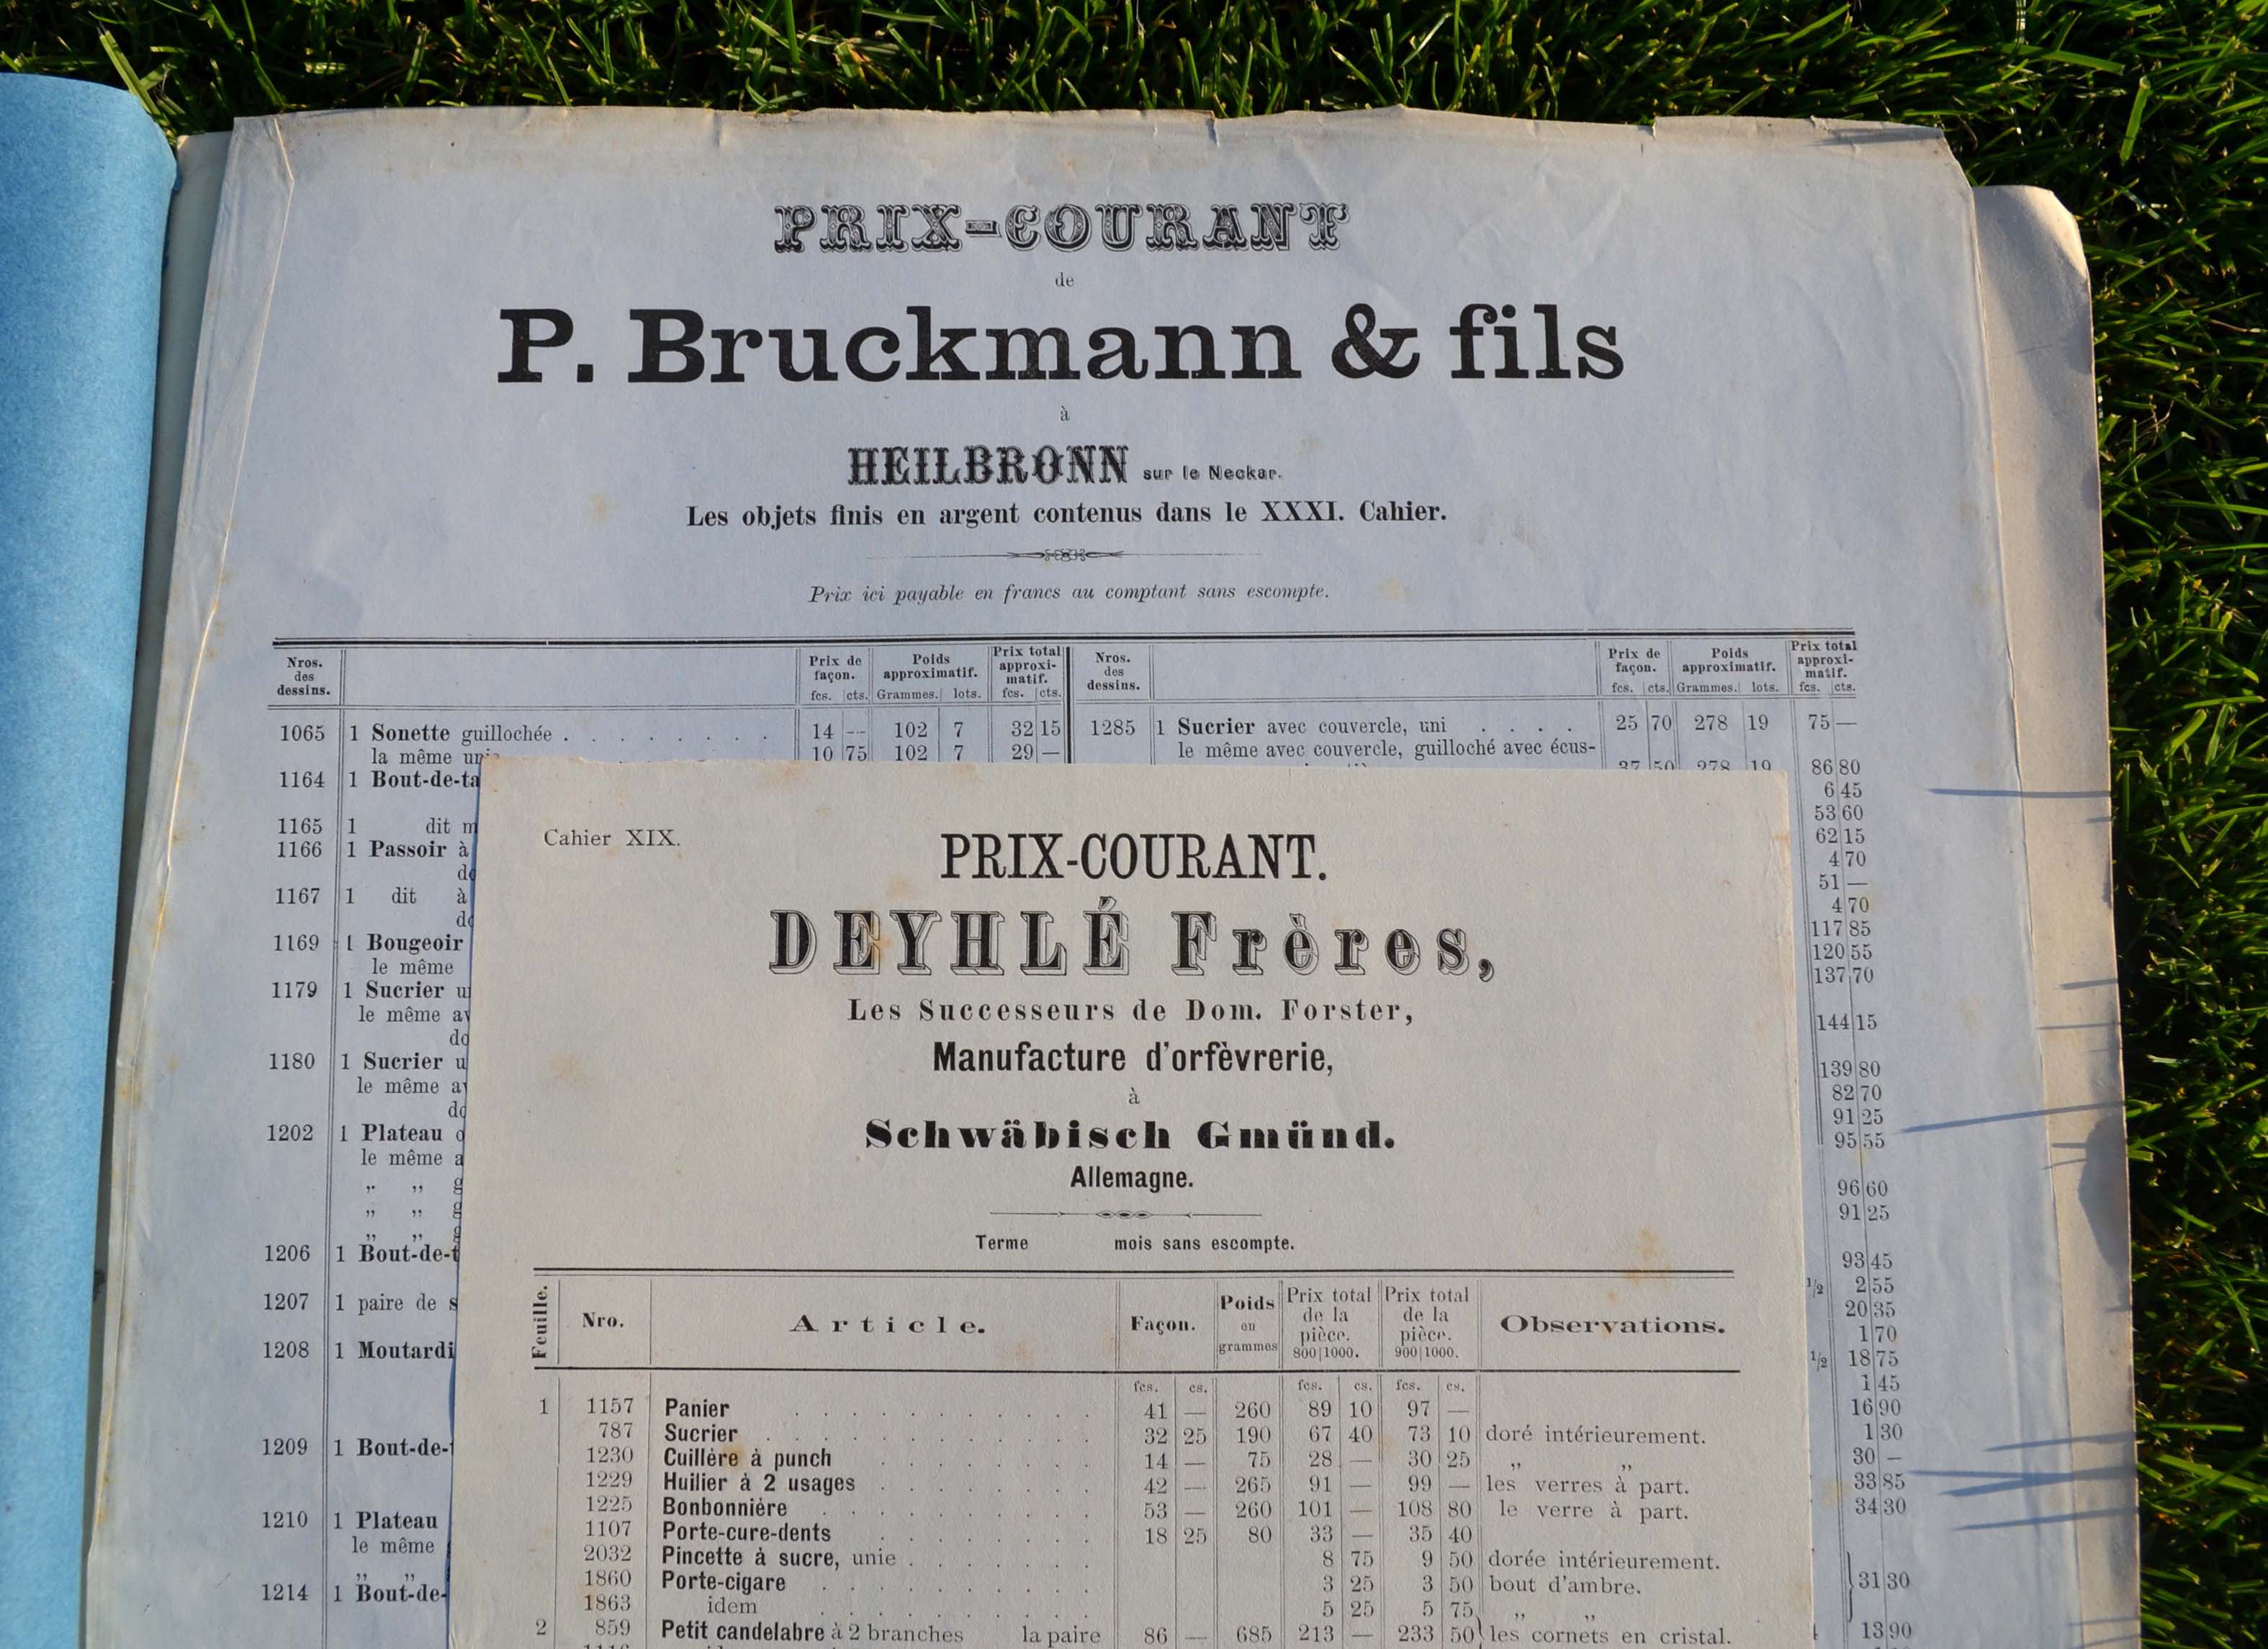 PRIX-COURANT
de
P. Bruckmann & fils
à
HEILBRONN sur le Neckar.
Les objets finis en argent contenus dans le XXXI. Cahier.
Prix ici payable en francs au comptant sans escompte.
Nros. des dessins. Prix de façon. fcs. cts. Poids approximatif. Grammes. lots. Prix total approxi-matif. fcs. cts. Nros. des dessins. Prix de façon. fcs. cts. Poids approximatif. Grammes. lots. Prix total approxi-matif. fcs. cts.
1065 1 Sonette guillochée . . . . . . . . 14 -- 102 7 32 15 1285 1 Sucrier avec couvercle, uni . . . . 25 70 278 19 75 —
la même 10 75 102 7 29 — le même avec couvercle, guilloché avec écus-
1164 1 Bout-de-ta 37 50 278 19 86 80
6 45
1165 1 dit m 53 60
1166 1 Passoir à 62 15
4 70
1167 1 dit à 51 —
4 70
1169 1 Bougeoir 117 85
le même 120 55
1179 1 Sucrier u 137 70
le même av
144 15
1180 1 Sucrier u 139 80
le même a 82 70
91 25
1202 1 Plateau 95 55
le même a
„ „ g 96 60
„ „ g 91 25
„ „ g
1206 1 Bout-de-t 93 45
1/2 2 55
1207 1 paire de s 20 35
1 70
1208 1 Moutardi 1/2 18 75
1 45
16 90
1 30
1209 1 Bout-de- 30 —
33 85
34 30
1210 1 Plateau
le même
„ „ 31 30
1214 1 Bout-de-
13 90
Cahier XIX.
PRIX-COURANT.
DEYHLÉ Frères,
Les Successeurs de Dom. Forster,
Manufacture d'orfèvrerie,
à
Schwäbisch Gmünd.
Allemagne.
Terme mois sans escompte.
Feuille. Nro. Article. Façon. Poids en grammes Prix total de la pièce. 800|1000. Prix total de la pièce. 900|1000. Observations.
fcs. cs. fcs. cs. fcs. cs.
1 1157 Panier . . . . . . . . . . 41 — 260 89 10 97 —
787 Sucrier . . . . . . . . . . 32 25 190 67 40 73 10 doré intérieurement.
1230 Cuillère à punch . . . . . . . 14 — 75 28 — 30 25 „ „
1229 Huilier à 2 usages . . . . . . . 42 — 265 91 — 99 — les verres à part.
1225 Bonbonnière . . . . . . . . 53 — 260 101 — 108 80 le verre à part.
1107 Porte-cure-dents . . . . . . . 18 25 80 33 — 35 40
2032 Pincette à sucre, unie . . . . . . 8 75 9 50 dorée intérieurement.
1860 Porte-cigare . . . . . . . . 3 25 3 50 bout d'ambre.
1863 idem . . . . . . . . 5 25 5 75 „ „
2 859 Petit candelabre à 2 branches la paire 86 — 685 213 — 233 50 les cornets en cristal.